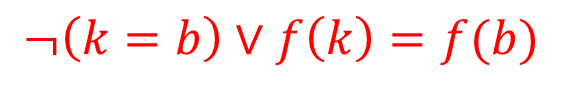 ¬(𝑘 = 𝑏) ∨ 𝑓(𝑘) = 𝑓(𝑏)